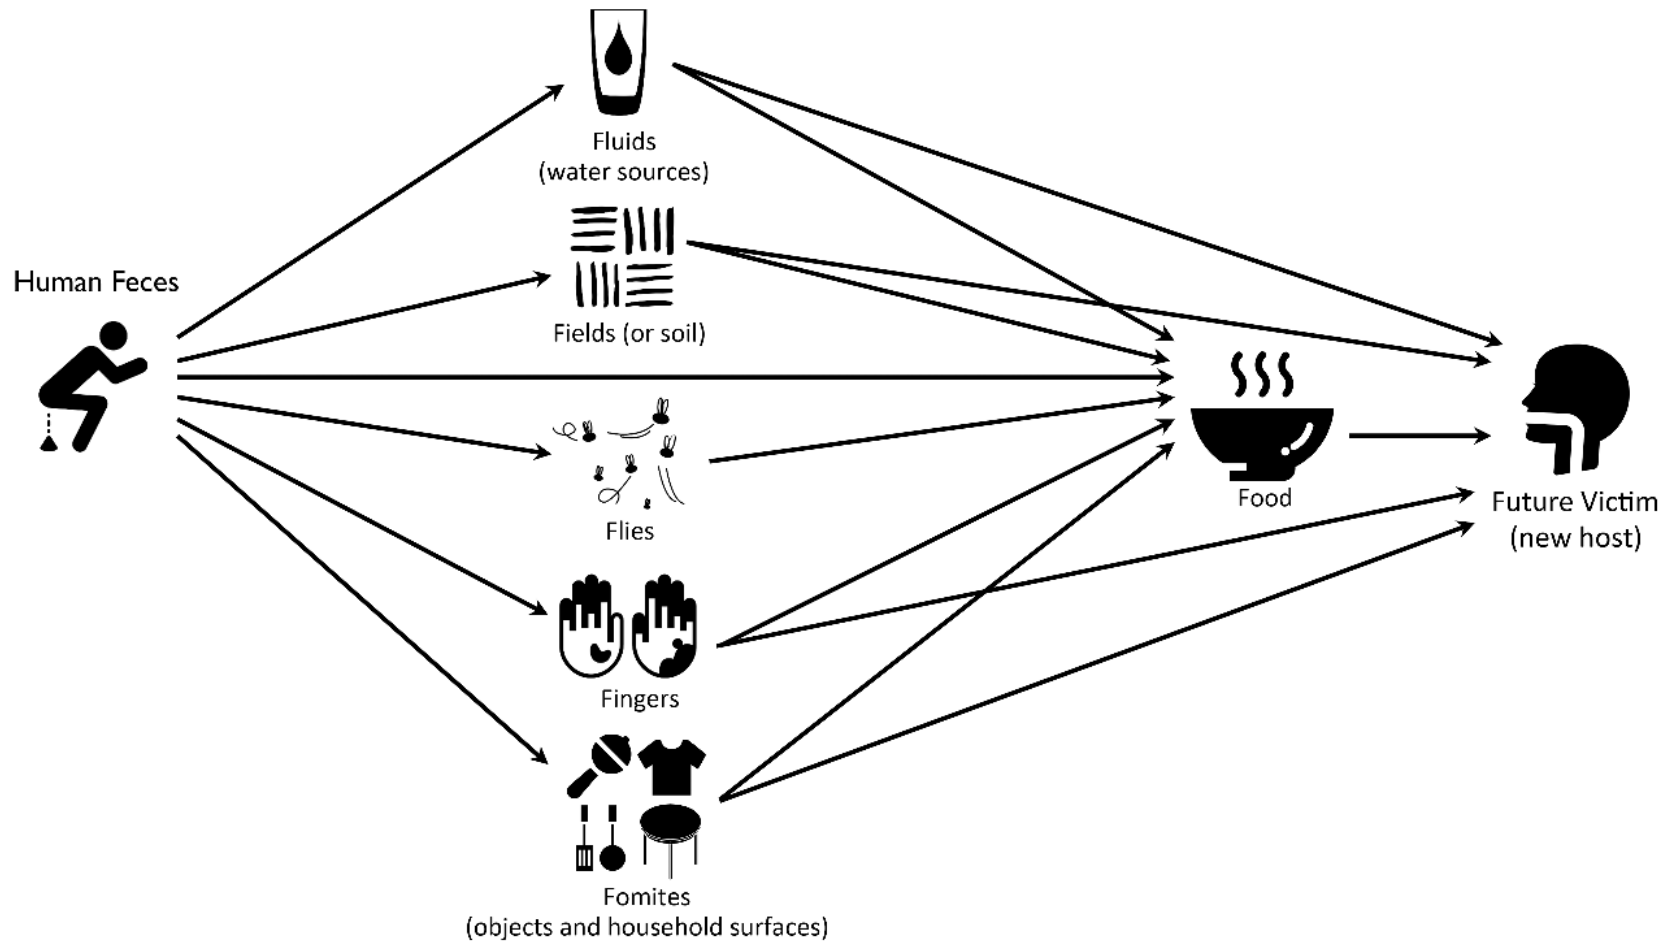 Fluids
(water sources)
Human Feces
Fields (or soil)
Flies
Food
Future Victim
(new host)
Fingers
Fomites
(objects and household surfaces)